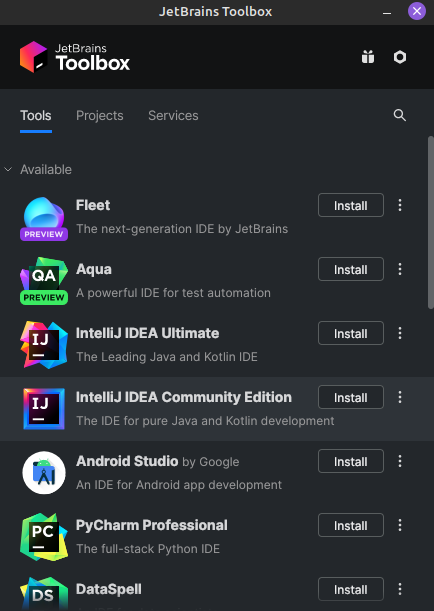 JetBrains Toolbox
JetBrains
Toolbox
Tools Projects Services
Available
Fleet
Install
PREVIEW
The next-generation IDE by JetBrains
QA
Aqua
Install
PREVIEW
A powerful IDE for test automation
IJ
IntelliJ IDEA Ultimate
Install
The Leading Java and Kotlin IDE
IJ
IntelliJ IDEA Community Edition
Install
The IDE for pure Java and Kotlin development
Android Studio by Google
Install
An IDE for Android app development
PC
PyCharm Professional
Install
The full-stack Python IDE
DS
DataSpell
Install